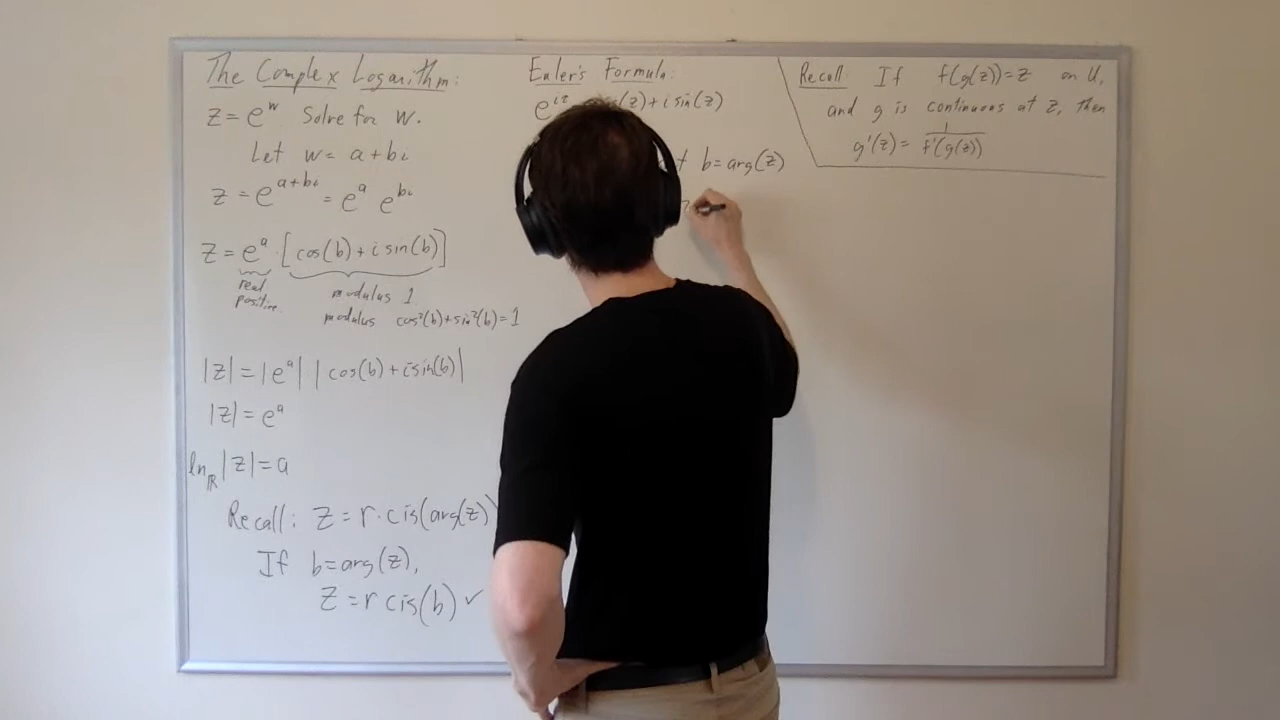 The Complex Logarithm:
z = e^w Solve for w.
Let w = a + bi
z = e^{a+bi} = e^a e^{bi}
z = e^a · [cos(b) + i sin(b)]
real
positive.
modulus 1.
modulus cos²(b)+sin²(b)=1
|z| = |e^a| |cos(b) + i sin(b)|
|z| = e^a
ln_ℝ |z| = a
Recall: z = r·cis(arg(z))
If b = arg(z),
z = r cis(b) ✓
Euler's Formula:
e^{iz} (z) + i sin(z)
b = arg(z)
Recall: If f(g(z)) = z on U,
and g is continuous at z, then
g'(z) = 1/f'(g(z))